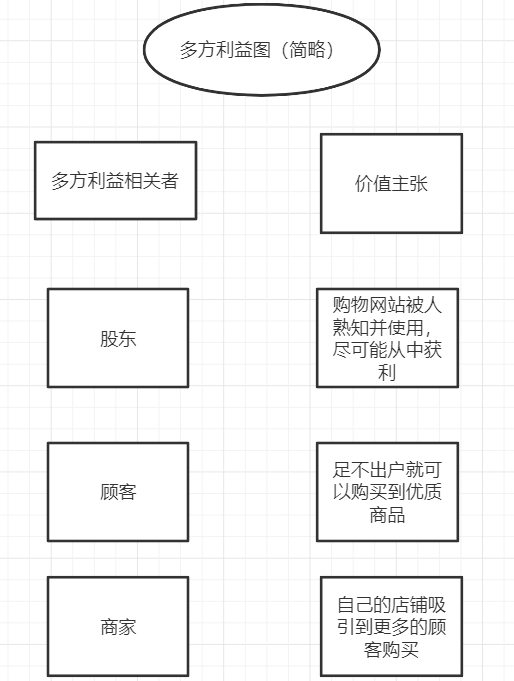 多方利益图（简略）
多方利益相关者
价值主张
股东
购物网站被人
熟知并使用，
尽可能从中获
利
顾客
足不出户就可
以购买到优质
商品
商家
自己的店铺吸
引到更多的顾
客购买